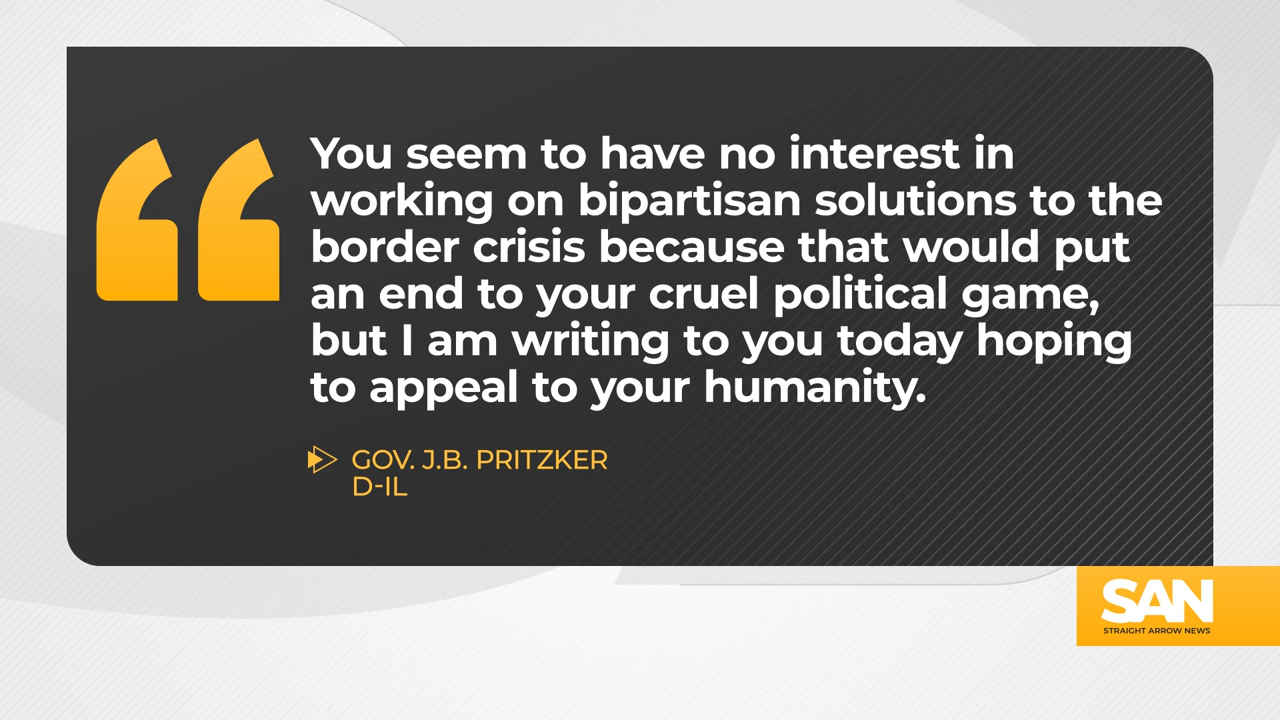 You seem to have no interest in
working on bipartisan solutions to the
border crisis because that would put
an end to your cruel political game,
but I am writing to you today hoping
to appeal to your humanity.
GOV. J.B. PRITZKER
D-IL
SAN
STRAIGHT ARROW NEWS